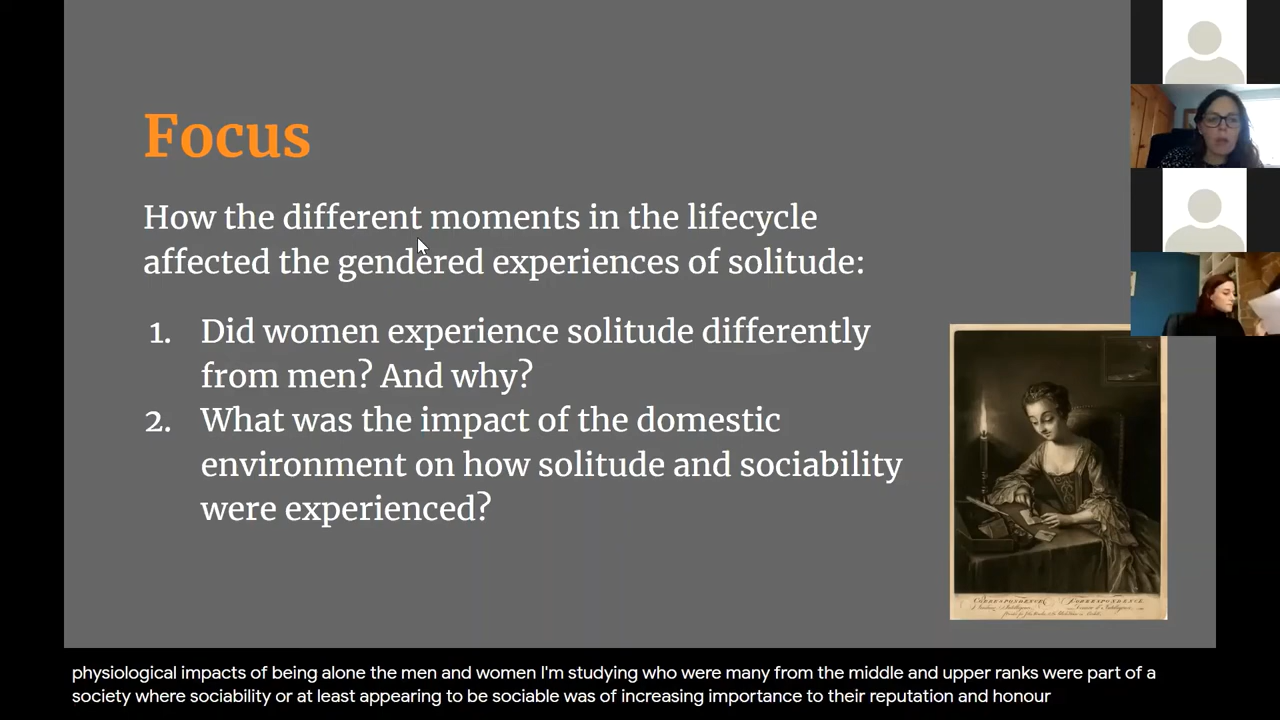 Focus
How the different moments in the lifecycle
affected the gendered experiences of solitude:
1. Did women experience solitude differently
from men? And why?
2. What was the impact of the domestic
environment on how solitude and sociability
were experienced?
CORRESPONDENCE
CORRESPONDENCE
physiological impacts of being alone the men and women I'm studying who were many from the middle and upper ranks were part of a
society where sociability or at least appearing to be sociable was of increasing importance to their reputation and honour